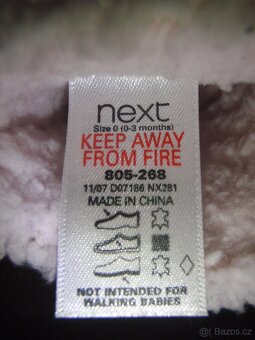 next
Size 0 (0-3 months)
KEEP AWAY
FROM FIRE
805-268
11/07 D07186 NX281
MADE IN CHINA
NOT INTENDED FOR
WALKING BABIES
Bazoš.cz